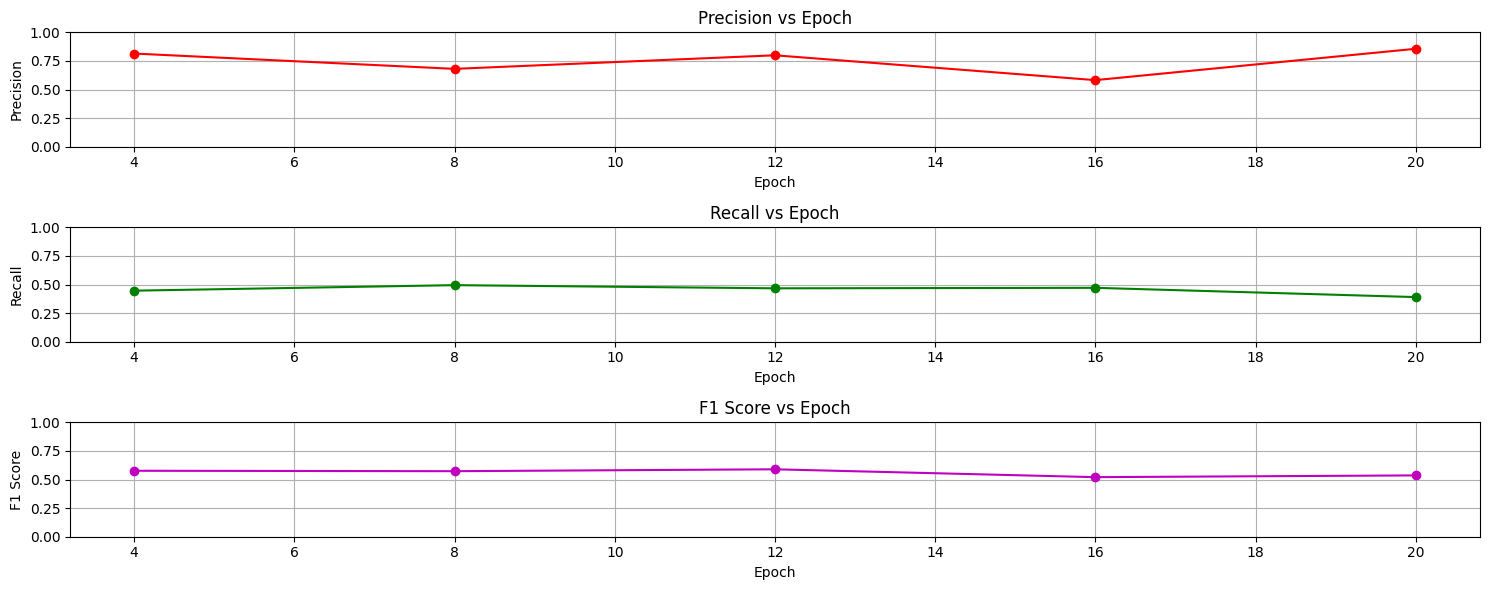 Precision vs Epoch
1.00
0.75
0.50
0.25
0.00
Precision
4 6 8 10 12 14 16 18 20
Epoch
Recall vs Epoch
1.00
0.75
0.50
0.25
0.00
Recall
4 6 8 10 12 14 16 18 20
Epoch
F1 Score vs Epoch
1.00
0.75
0.50
0.25
0.00
F1 Score
4 6 8 10 12 14 16 18 20
Epoch